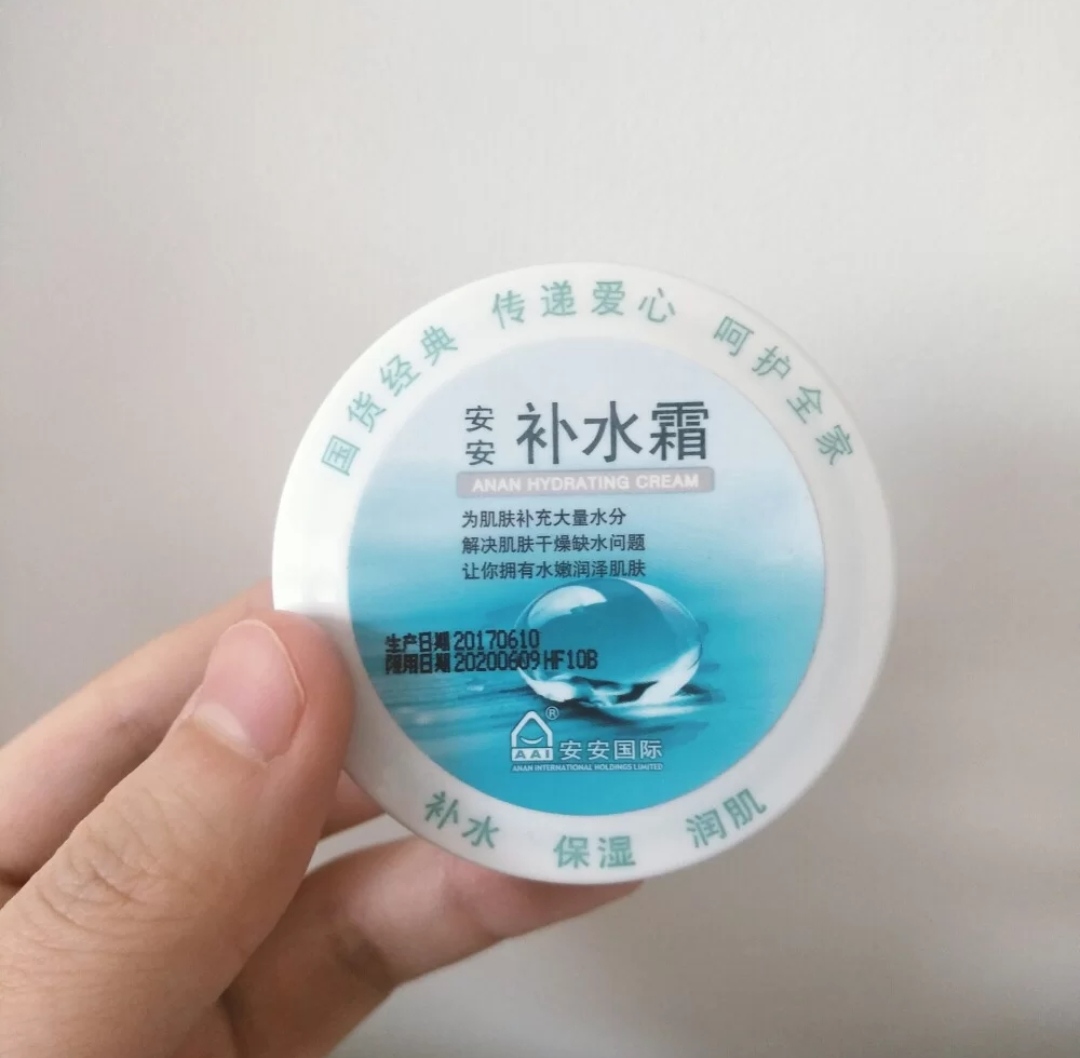 国货经典 传递爱心 呵护全家
安安
补水霜
ANAN HYDRATING CREAM
为肌肤补充大量水分
解决肌肤干燥缺水问题
让你拥有水嫩润泽肌肤
生产日期 20170610
限用日期 20200609 HF10B
®
AAI 安安国际
ANAN INTERNATIONAL HOLDINGS LIMITED
补水 保湿 润肌